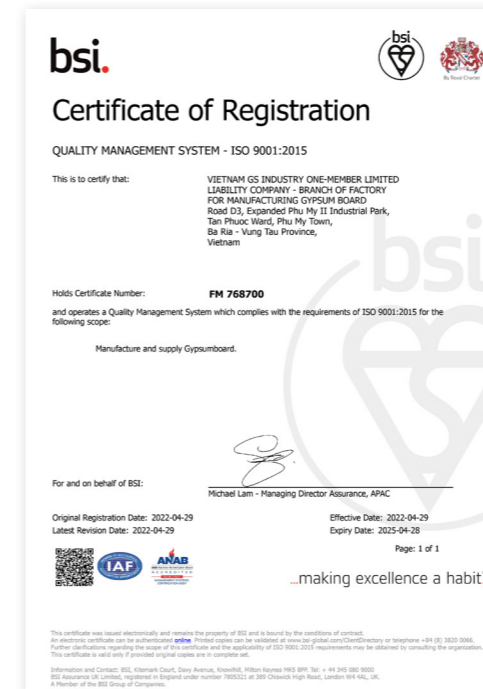 bsi.
bsi
By Royal Charter
Certificate of Registration
QUALITY MANAGEMENT SYSTEM - ISO 9001:2015
This is to certify that:
VIETNAM GS INDUSTRY ONE-MEMBER LIMITED
LIABILITY COMPANY - BRANCH OF FACTORY
FOR MANUFACTURING GYPSUM BOARD
Road D3, Expanded Phu My II Industrial Park,
Tan Phuoc Ward, Phu My Town,
Ba Ria - Vung Tau Province,
Vietnam
bsi
Holds Certificate Number:
FM 768700
and operates a Quality Management System which complies with the requirements of ISO 9001:2015 for the
following scope:
Manufacture and supply Gypsumboard.
For and on behalf of BSI:
Michael Lam - Managing Director Assurance, APAC
Original Registration Date: 2022-04-29
Effective Date: 2022-04-29
Latest Revision Date: 2022-04-29
Expiry Date: 2025-04-28
Page: 1 of 1
IAF
ANAB
ACCREDITED
...making excellence a habit
This certificate was issued electronically and remains the property of BSI and is bound by the conditions of contract.
An electronic certificate can be authenticated online. Printed copies can be validated at www.bsi-global.com/ClientDirectory or telephone +84 (8) 3820 0066.
Further clarifications regarding the scope of this certificate and the applicability of ISO 9001:2015 requirements may be obtained by consulting the organization.
This certificate is valid only if provided original copies are in complete set.
Information and Contact: BSI, Kitemark Court, Davy Avenue, Knowlhill, Milton Keynes MK5 8PP. Tel: + 44 345 080 9000
BSI Assurance UK Limited, registered in England under number 7805321 at 389 Chiswick High Road, London W4 4AL, UK.
A Member of the BSI Group of Companies.